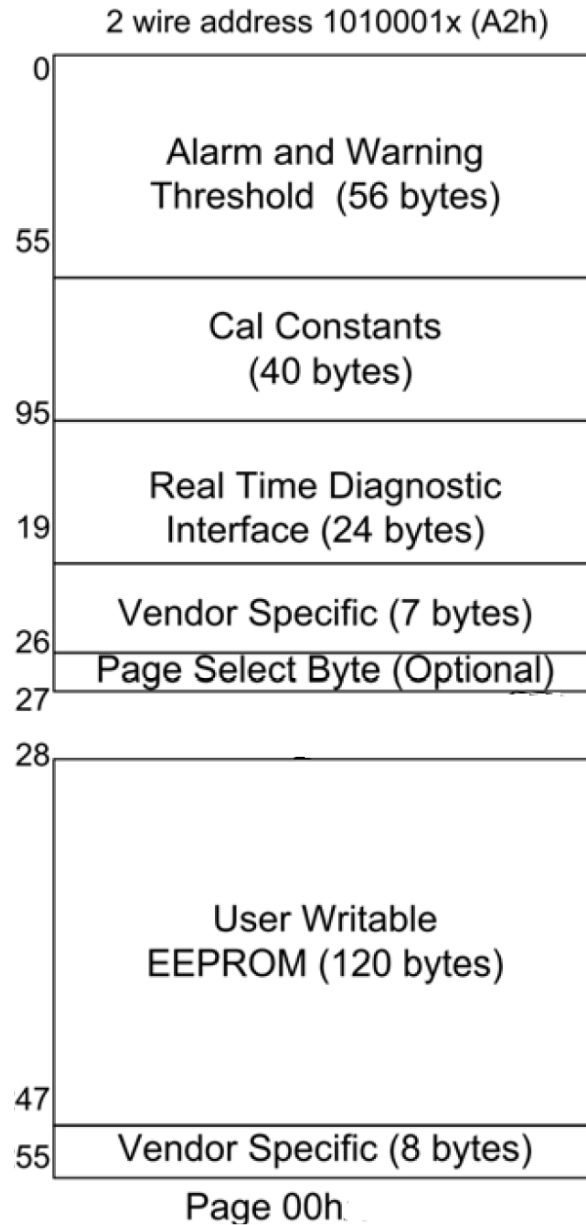 2 wire address 1010001x (A2h)
0
Alarm and Warning
Threshold (56 bytes)
55
Cal Constants
(40 bytes)
95
Real Time Diagnostic
19
Interface (24 bytes)
Vendor Specific (7 bytes)
26
Page Select Byte (Optional)
27
28
User Writable
EEPROM (120 bytes)
47
Vendor Specific (8 bytes)
55
Page 00h